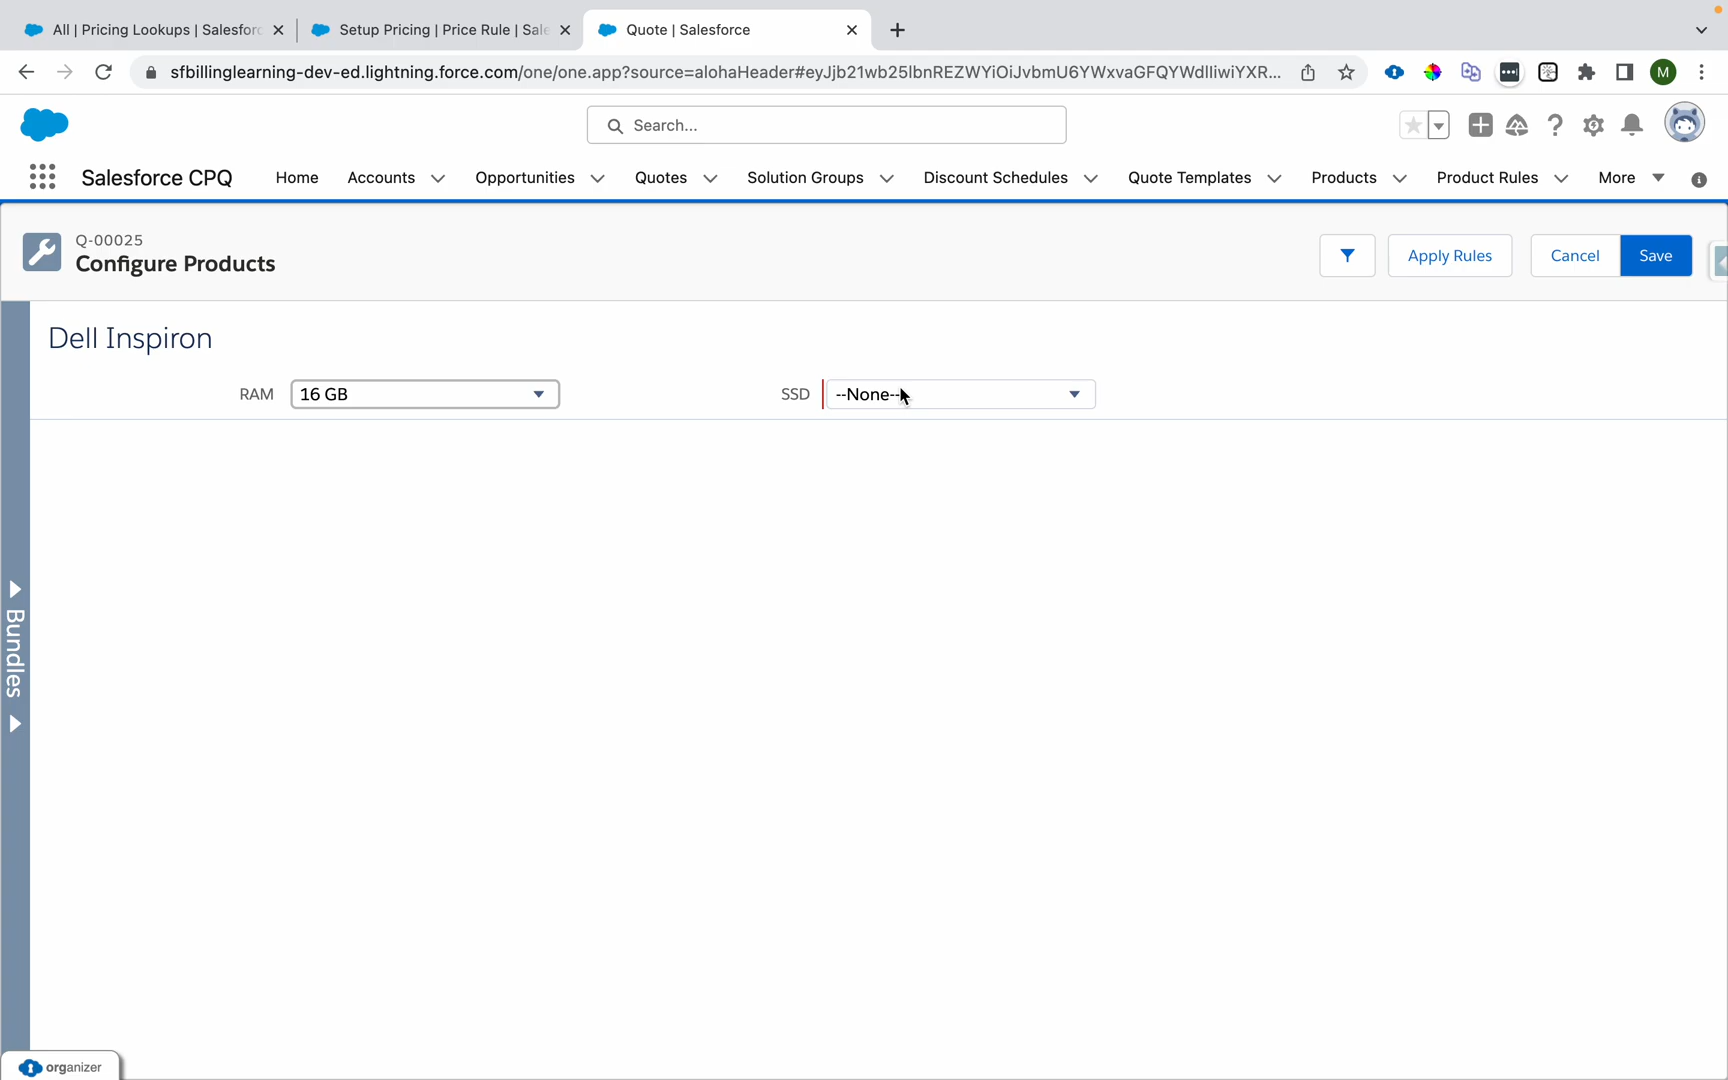 All | Pricing Lookups | Salesforc
Setup Pricing | Price Rule | Sale
Quote | Salesforce
sfbillinglearning-dev-ed.lightning.force.com/one/one.app?source=alohaHeader#eyJjb21wb25lbnREZWYiOiJvbmU6YWxvaGFQYWdlIiwiYXR...
M
Search...
Salesforce CPQ
Home
Accounts
Opportunities
Quotes
Solution Groups
Discount Schedules
Quote Templates
Products
Product Rules
More
Q-00025
Configure Products
Apply Rules
Cancel
Save
Dell Inspiron
RAM
16 GB
SSD
--None--
Bundles
organizer